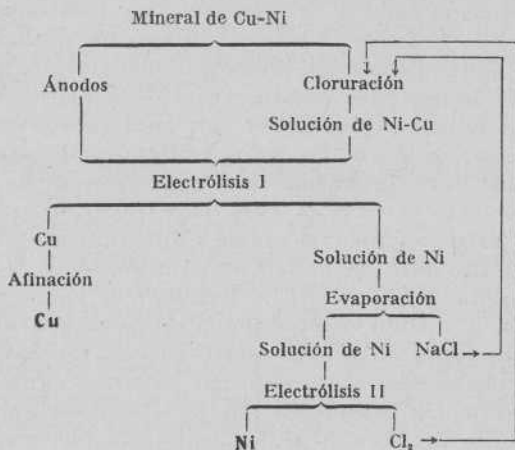 Mineral de Cu-Ni
Ánodos Cloruración
Solución de Ni-Cu
Electrólisis I
Cu
Solución de Ni
Afinación
Evaporación
Cu
Solución de Ni NaCl
Electrólisis II
Ni Cl₂